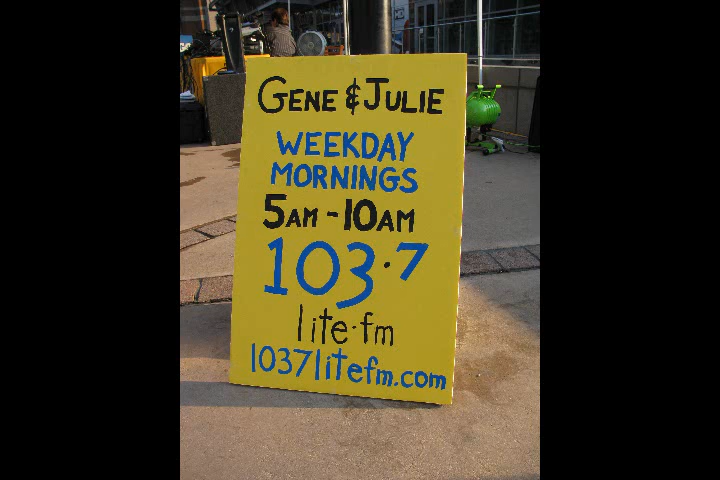 GENE & JULIE
WEEKDAY
MORNINGS
5AM - 10AM
103.7
lite.fm
1037litefm.com